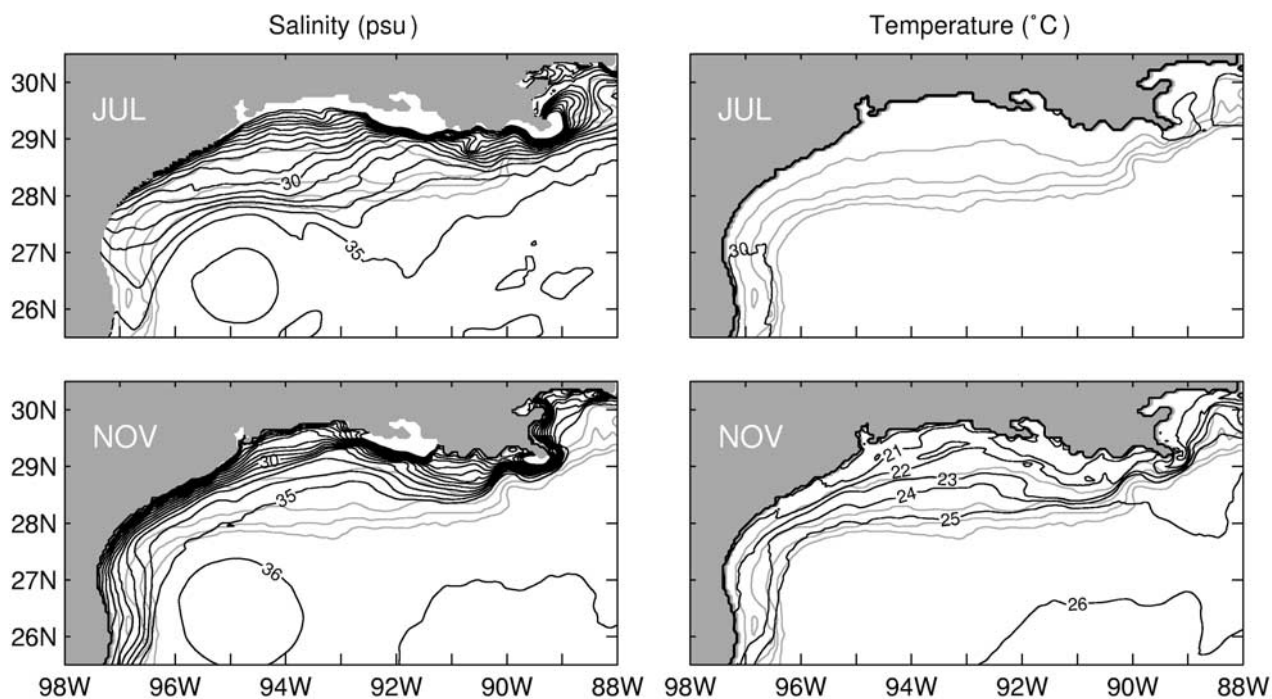 Salinity (psu)
Temperature (˚C)
30N
29N
28N
27N
26N
JUL
30
35
JUL
30
30N
29N
28N
27N
26N
NOV
30
35
36
NOV
21
22
23
24
25
26
98W 96W 94W 92W 90W 88W
98W 96W 94W 92W 90W 88W